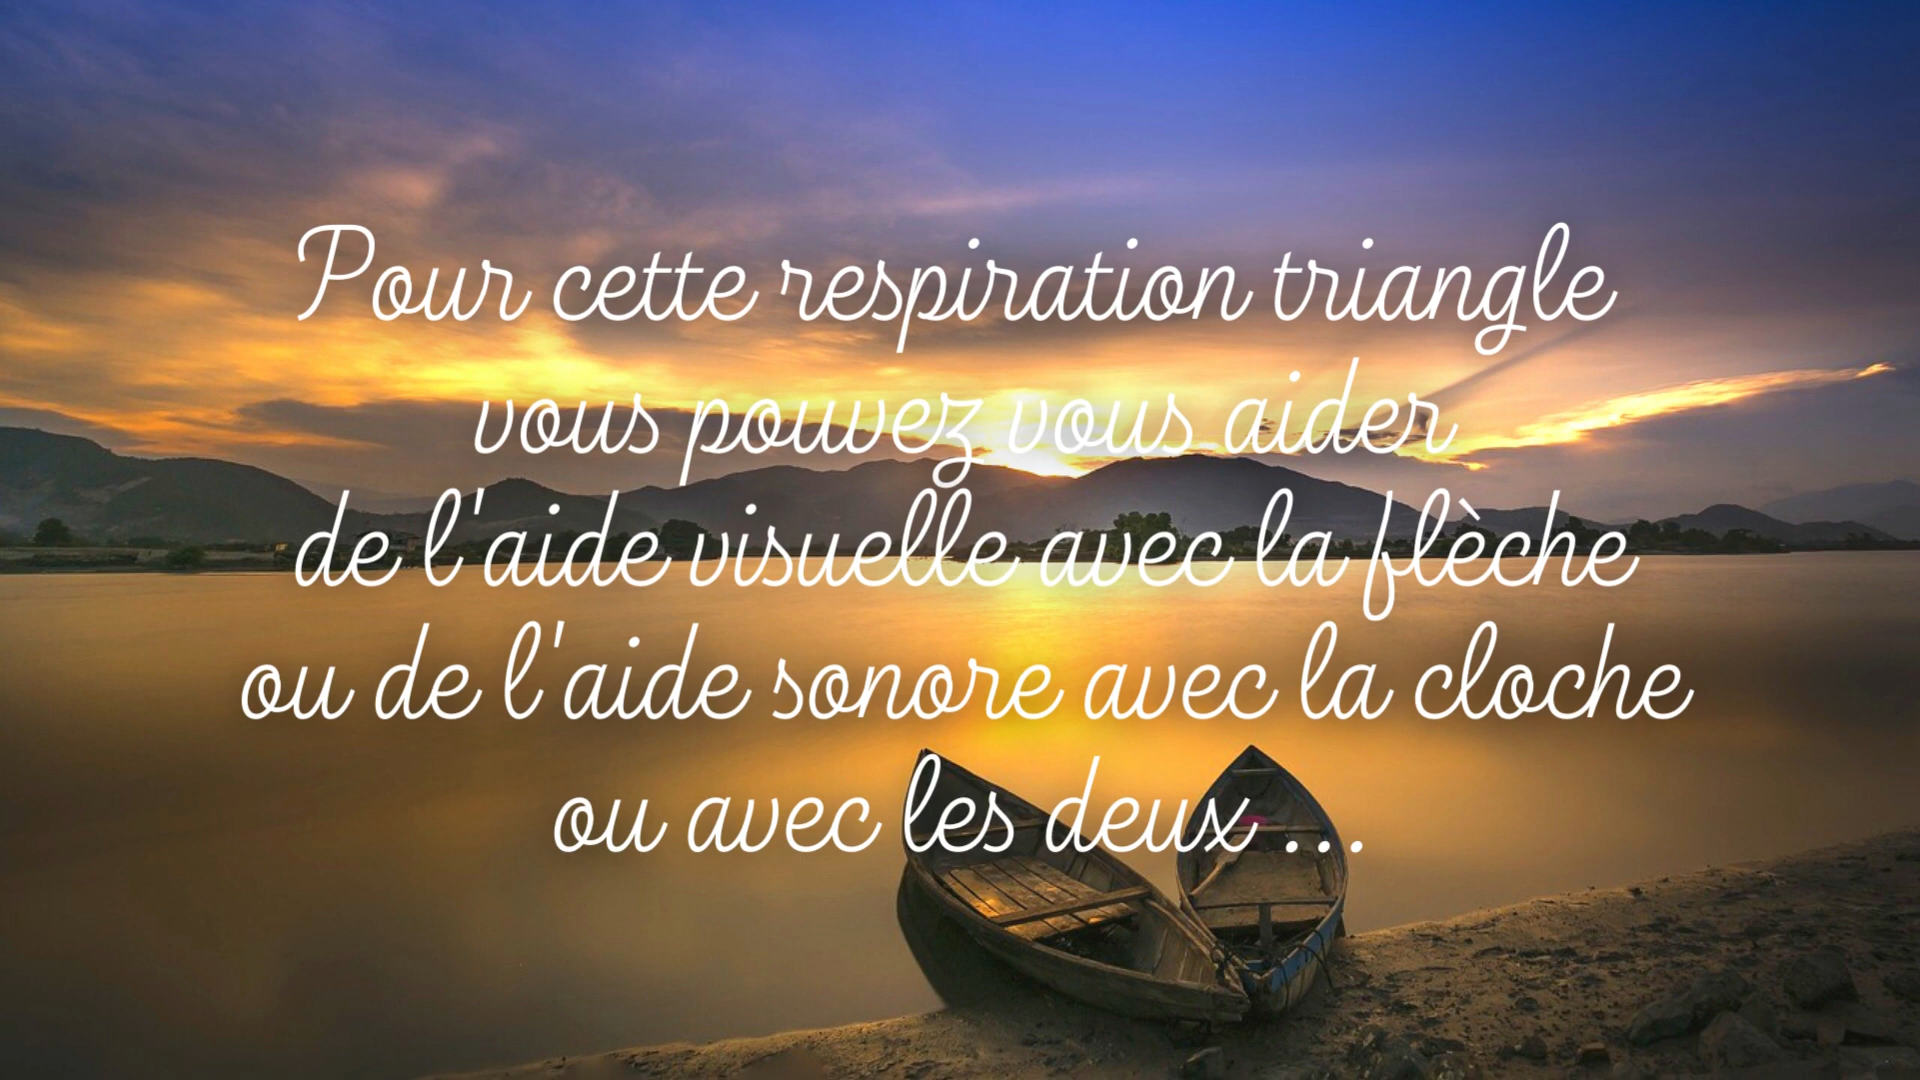 Pour cette respiration triangle
vous pouvez vous aider
de l'aide visuelle avec la flèche
ou de l'aide sonore avec la cloche
ou avec les deux ...